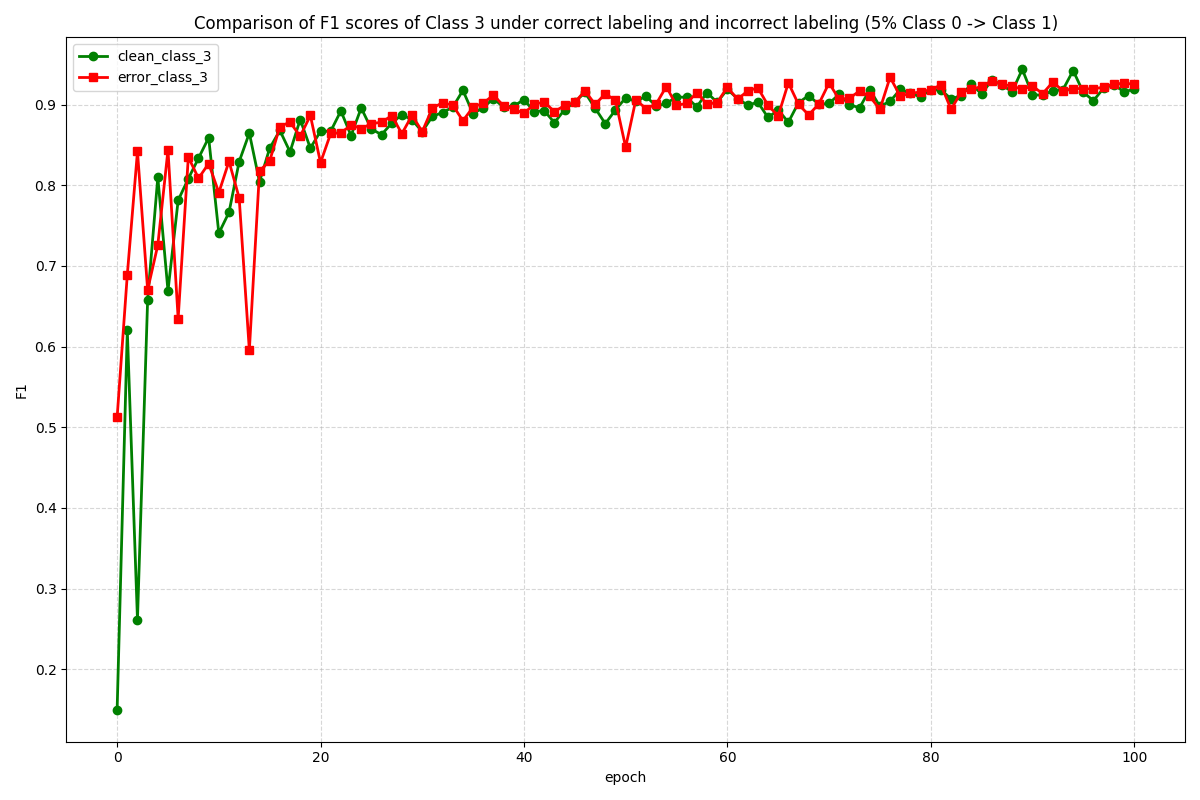 Comparison of F1 scores of Class 3 under correct labeling and incorrect labeling (5% Class 0 -> Class 1)
clean_class_3
error_class_3
0.9
0.8
0.7
0.6
0.5
0.4
0.3
0.2
F1
0 20 40 60 80 100
epoch